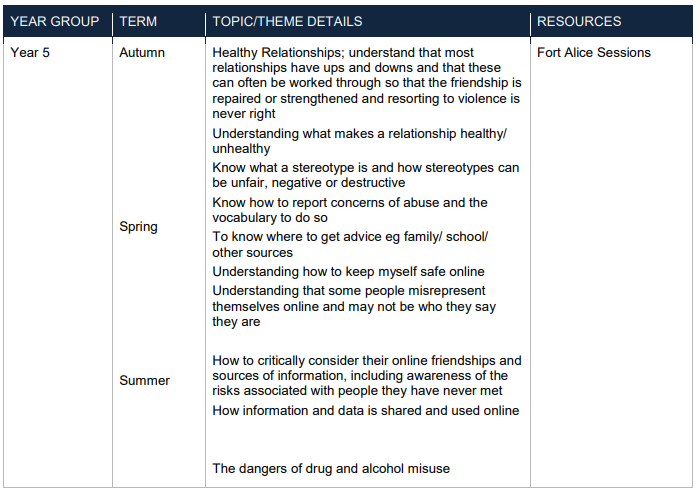 YEAR GROUP TERM TOPIC/THEME DETAILS RESOURCES
Year 5 Autumn Healthy Relationships; understand that most Fort Alice Sessions
relationships have ups and downs and that these
can often be worked through so that the friendship is
repaired or strengthened and resorting to violence is
never right
Understanding what makes a relationship healthy/
unhealthy
Know what a stereotype is and how stereotypes can
be unfair, negative or destructive
Know how to report concerns of abuse and the
vocabulary to do so
Spring
To know where to get advice eg family/ school/
other sources
Understanding how to keep myself safe online
Understanding that some people misrepresent
themselves online and may not be who they say
they are
How to critically consider their online friendships and
sources of information, including awareness of the
Summer
risks associated with people they have never met
How information and data is shared and used online
The dangers of drug and alcohol misuse